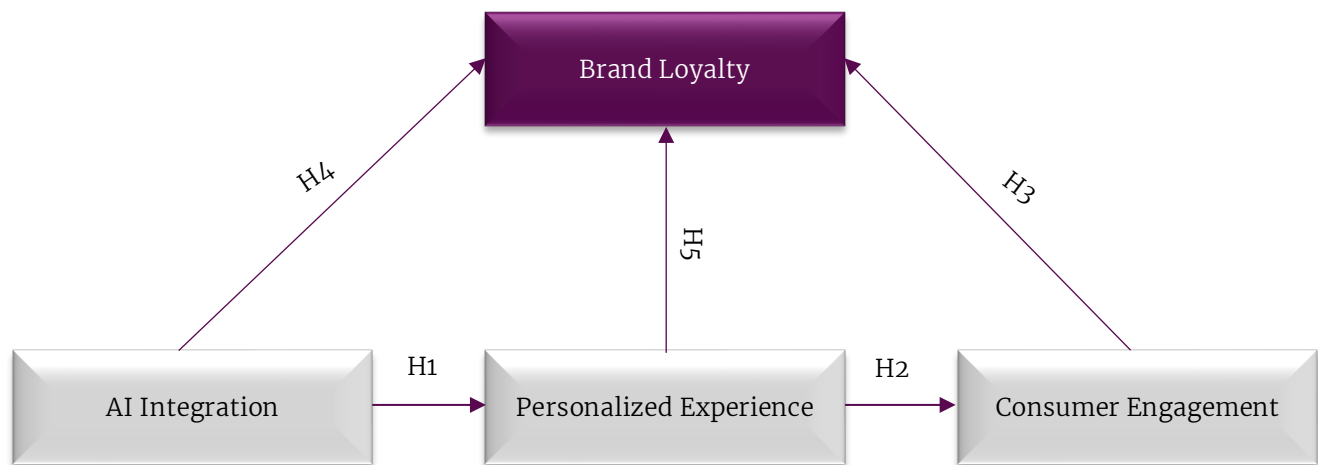 Brand Loyalty
H4
H3
H5
H1
H2
AI Integration
Personalized Experience
Consumer Engagement